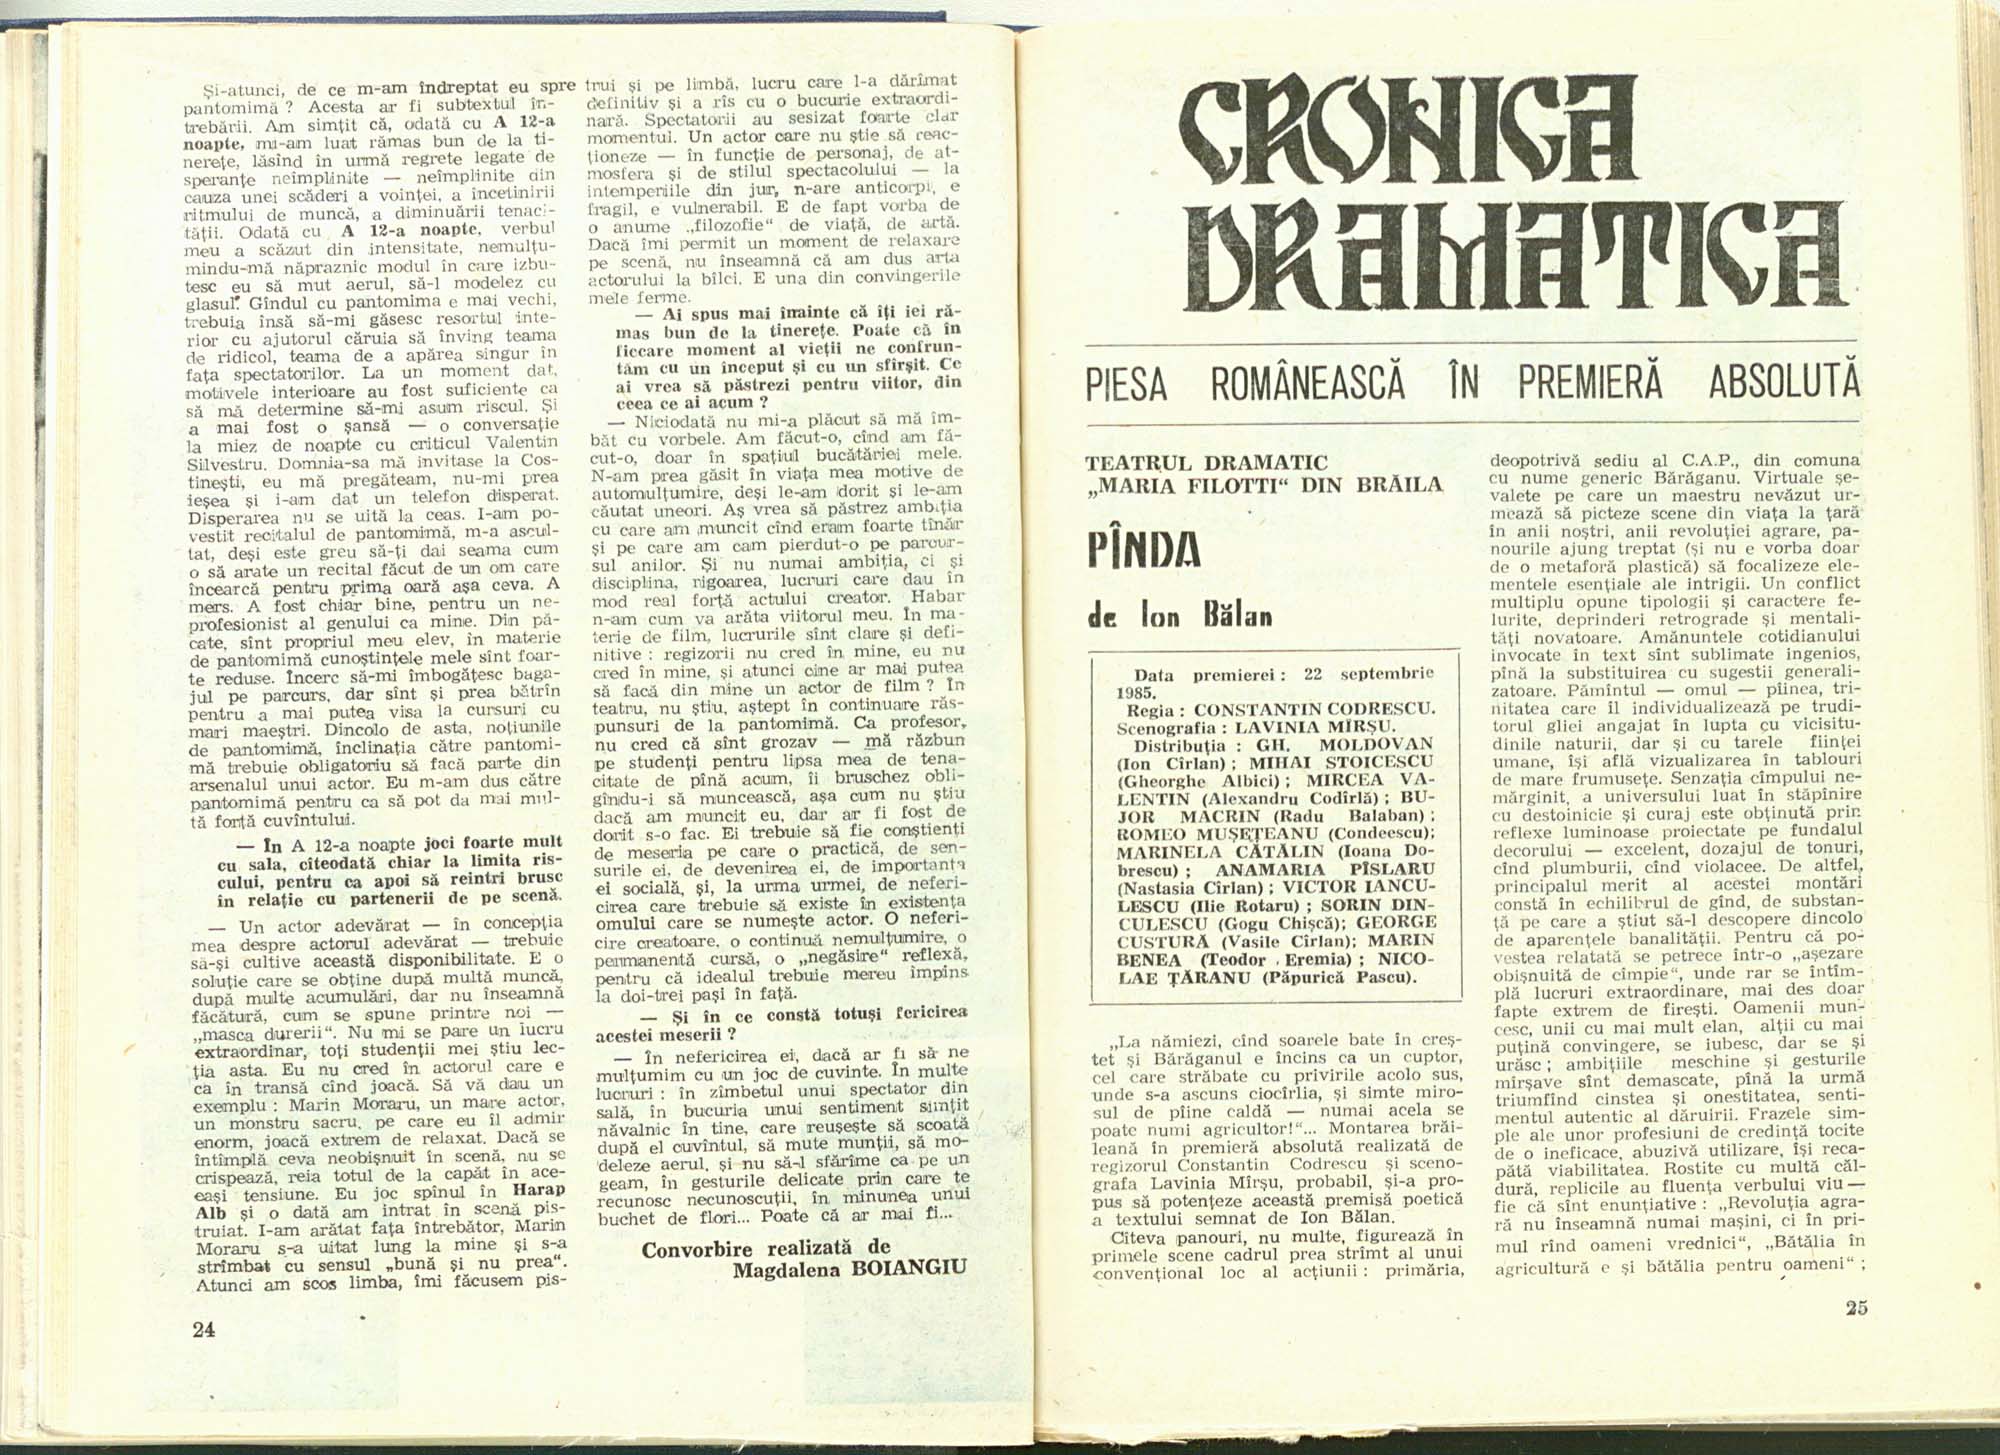 Și-atunci, de ce m-am îndreptat eu spre
pantomimă ? Acesta ar fi subtextul în-
trebării. Am simțit că, odată cu A 12-a
noapte, mi-am luat rămas bun de la ti-
nerețe, lăsînd în urmă regrete legate de
speranțe neîmplinite — neîmplinite din
cauza unei scăderi a voinței, a încetinirii
ritmului de muncă, a diminuării tenaci-
tății. Odată cu A 12-a noapte, verbul
meu a scăzut din intensitate, nemulțu-
mindu-mă năpraznic modul în care izbu-
tesc eu să mut aerul, să-l modelez cu
glasul. Gîndul cu pantomima e mai vechi,
trebuia însă să-mi găsesc resortul inte-
rior cu ajutorul căruia să înving teama
de ridicol, teama de a apărea singur în
fața spectatorilor. La un moment dat,
motivele interioare au fost suficiente ca
să mă determine să-mi asum riscul. Și
a mai fost o șansă — o conversație
la miez de noapte cu criticul Valentin
Silvestru. Domnia-sa mă invitase la Cos-
tinești, eu mă pregăteam, nu-mi prea
ieșea și i-am dat un telefon disperat.
Disperarea nu se uită la ceas. I-am po-
vestit recitalul de pantomimă, m-a ascul-
tat, deși este greu să-ți dai seama cum
o să arate un recital făcut de un om care
încearcă pentru prima oară așa ceva. A
mers. A fost chiar bine, pentru un ne-
profesionist al genului ca mine. Din pă-
cate, sînt propriul meu elev, în materie
de pantomimă cunoștințele mele sînt foar-
te reduse. Încerc să-mi îmbogățesc baga-
jul pe parcurs, dar sînt și prea bătrîn
pentru a mai putea visa la cursuri cu
mari maeștri. Dincolo de asta, noțiunile
de pantomimă, înclinația către pantomi-
mă trebuie obligatoriu să facă parte din
arsenalul unui actor. Eu m-am dus către
pantomimă pentru ca să pot da mai mul-
tă forță cuvîntului.
— În A 12-a noapte joci foarte mult
cu sala, cîteodată chiar la limita ris-
cului, pentru ca apoi să reintri brusc
în relație cu partenerii de pe scenă.
— Un actor adevărat — în concepția
mea despre actorul adevărat — trebuie
să-și cultive această disponibilitate. E o
soluție care se obține după multă muncă,
după multe acumulări, dar nu înseamnă
făcătură, cum se spune printre noi —
„masca durerii“. Nu mi se pare un lucru
extraordinar, toți studenții mei știu lec-
ția asta. Eu nu cred în actorul care e
ca în transă cînd joacă. Să vă dau un
exemplu : Marin Moraru, un mare actor,
un monstru sacru, pe care eu îl admir
enorm, joacă extrem de relaxat. Dacă se
întîmplă ceva neobișnuit în scenă, nu se
crispează, reia totul de la capăt în ace-
eași tensiune. Eu joc spînul în Harap
Alb și o dată am intrat în scenă pis-
truiat. I-am arătat fața întrebător, Marin
Moraru s-a uitat lung la mine și s-a
strîmbat cu sensul „bună și nu prea“.
Atunci am scos limba, îmi făcusem pis-
trui și pe limbă, lucru care l-a dărîmat
definitiv și a rîs cu o bucurie extraordi-
nară. Spectatorii au sesizat foarte clar
momentul. Un actor care nu știe să reac-
ționeze — în funcție de personaj, de at-
mosfera și de stilul spectacolului — la
intemperiile din jur, n-are anticorpi, e
fragil, e vulnerabil. E de fapt vorba de
o anume „filozofie“ de viață, de artă.
Dacă îmi permit un moment de relaxare
pe scenă, nu înseamnă că am dus arta
actorului la bîlci. E una din convingerile
mele ferme.
— Ai spus mai înainte că îți iei ră-
mas bun de la tinerețe. Poate că în
fiecare moment al vieții ne confrun-
tăm cu un început și cu un sfîrșit. Ce
ai vrea să păstrezi pentru viitor, din
ceea ce ai acum ?
— Niciodată nu mi-a plăcut să mă îm-
băt cu vorbele. Am făcut-o, cînd am fă-
cut-o, doar în spațiul bucătăriei mele.
N-am prea găsit în viața mea motive de
automulțumire, deși le-am dorit și le-am
căutat uneori. Aș vrea să păstrez ambiția
cu care am muncit cînd eram foarte tînăr
și pe care am cam pierdut-o pe parcur-
sul anilor. Și nu numai ambiția, ci și
disciplina, rigoarea, lucruri care dau în
mod real forță actului creator. Habar
n-am cum va arăta viitorul meu. În ma-
terie de film, lucrurile sînt clare și defi-
nitive : regizorii nu cred în mine, eu nu
cred în mine, și atunci cine ar mai putea
să facă din mine un actor de film ? În
teatru, nu știu, aștept în continuare răs-
punsuri de la pantomimă. Ca profesor,
nu cred că sînt grozav — mă răzbun
pe studenți pentru lipsa mea de tena-
citate de pînă acum, îi bruschez obli-
gîndu-i să muncească, așa cum nu știu
dacă am muncit eu, dar ar fi fost de
dorit s-o fac. Ei trebuie să fie conștienți
de meseria pe care o practică, de sen-
surile ei, de devenirea ei, de importanța
ei socială, și, la urma urmei, de neferi-
cirea care trebuie să existe în existența
omului care se numește actor. O neferi-
cire creatoare, o continuă nemulțumire, o
permanentă cursă, o „negăsire“ reflexă,
pentru că idealul trebuie mereu împins
la doi-trei pași în față.
— Și în ce constă totuși fericirea
acestei meserii ?
— În nefericirea ei, dacă ar fi să ne
mulțumim cu un joc de cuvinte. În multe
lucruri : în zîmbetul unui spectator din
sală, în bucuria unui sentiment simțit
năvalnic în tine, care reușește să scoată
după el cuvîntul, să mute munții, să mo-
deleze aerul, și nu să-l sfărîme ca pe un
geam, în gesturile delicate prin care te
recunosc necunoscuții, în minunea unui
buchet de flori... Poate că ar mai fi...
Convorbire realizată de
Magdalena BOIANGIU
24
CRONICA
DRAMATICA
PIESA ROMÂNEASCĂ ÎN PREMIERĂ ABSOLUTĂ
TEATRUL DRAMATIC
„MARIA FILOTTI“ DIN BRĂILA
PÎNDA
de Ion Bălan
Data premierei : 22 septembrie
1985.
Regia : CONSTANTIN CODRESCU.
Scenografia : LAVINIA MÎRȘU.
Distribuția : GH. MOLDOVAN
(Ion Cîrlan) ; MIHAI STOICESCU
(Gheorghe Albici) ; MIRCEA VA-
LENTIN (Alexandru Codîrlă) ; BU-
JOR MACRIN (Radu Balaban) ;
ROMEO MUȘEȚEANU (Condeescu);
MARINELA CĂTĂLIN (Ioana Do-
brescu) ; ANAMARIA PÎSLARU
(Nastasia Cîrlan) ; VICTOR IANCU-
LESCU (Ilie Rotaru) ; SORIN DIN-
CULESCU (Gogu Chișcă); GEORGE
CUSTURĂ (Vasile Cîrlan); MARIN
BENEA (Teodor Eremia) ; NICO-
LAE ȚĂRANU (Păpurică Pascu).
„La nămiezi, cînd soarele bate în creș-
tet și Bărăganul e încins ca un cuptor,
cel care străbate cu privirile acolo sus,
unde s-a ascuns ciocîrlia, și simte miro-
sul de pîine caldă — numai acela se
poate numi agricultor!“... Montarea brăi-
leană în premieră absolută realizată de
regizorul Constantin Codrescu și sceno-
grafa Lavinia Mîrșu, probabil, și-a pro-
pus să potențeze această premisă poetică
a textului semnat de Ion Bălan.
Cîteva panouri, nu multe, figurează în
primele scene cadrul prea strîmt al unui
convențional loc al acțiunii : primăria,
deopotrivă sediu al C.A.P., din comuna
cu nume generic Bărăganu. Virtuale șe-
valete pe care un maestru nevăzut ur-
mează să picteze scene din viața la țară
în anii noștri, anii revoluției agrare, pa-
nourile ajung treptat (și nu e vorba doar
de o metaforă plastică) să focalizeze ele-
mentele esențiale ale intrigii. Un conflict
multiplu opune tipologii și caractere fe-
lurite, deprinderi retrograde și mentali-
tăți novatoare. Amănuntele cotidianului
invocate în text sînt sublimate ingenios,
pînă la substituirea cu sugestii generali-
zatoare. Pămîntul — omul — pîinea, tri-
nitatea care îl individualizează pe trudi-
torul gliei angajat în lupta cu vicisitu-
dinile naturii, dar și cu tarele ființei
umane, își află vizualizarea în tablouri
de mare frumusețe. Senzația cîmpului ne-
mărginit, a universului luat în stăpînire
cu destoinicie și curaj este obținută prin
reflexe luminoase proiectate pe fundalul
decorului — excelent, dozajul de tonuri,
cînd plumburii, cînd violacee. De altfel,
principalul merit al acestei montări
constă în echilibrul de gînd, de substan-
ță pe care a știut să-l descopere dincolo
de aparențele banalității. Pentru că po-
vestea relatată se petrece într-o „așezare
obișnuită de cîmpie“, unde rar se întîm-
plă lucruri extraordinare, mai des doar
fapte extrem de firești. Oamenii mun-
cesc, unii cu mai mult elan, alții cu mai
puțină convingere, se iubesc, dar se și
urăsc ; ambițiile meschine și gesturile
mîrșave sînt demascate, pînă la urmă
triumfînd cinstea și onestitatea, senti-
mentul autentic al dăruirii. Frazele sim-
ple ale unor profesiuni de credință tocite
de o ineficace, abuzivă utilizare, își reca-
pătă viabilitatea. Rostite cu multă căl-
dură, replicile au fluența verbului viu —
fie că sînt enunțiative : „Revoluția agra-
ră nu înseamnă numai mașini, ci în pri-
mul rînd oameni vrednici“, „Bătălia în
agricultură e și bătălia pentru oameni“ ;
25